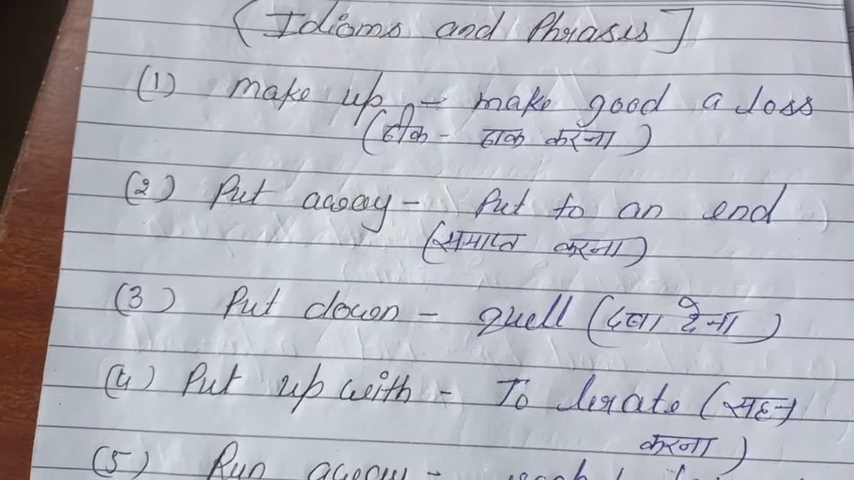 (Idioms and Phrases]
(1) make up - make good a loss
(ठीक - ठाक करना)
(2) Put away - Put to an end
(समाप्त करना)
(3) Put down - quell (दबा देना)
(4) Put up with - To lerate (सहन
करना)
(5) Run away -